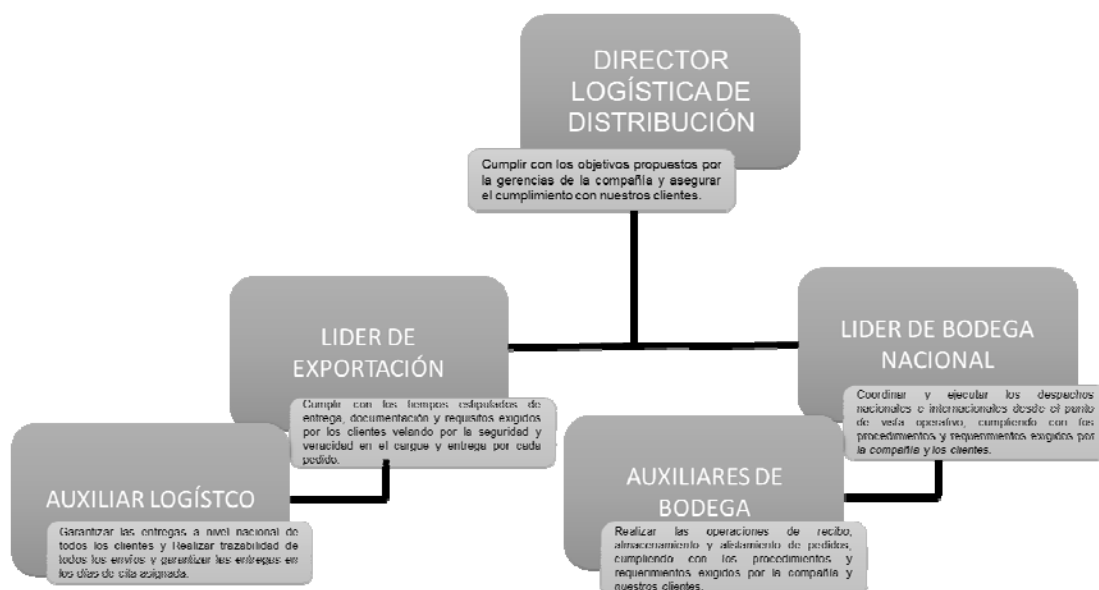 DIRECTOR
LOGÍSTICA DE
DISTRIBUCIÓN
Cumplir con los objetivos propuestos por
la gerencias de la compañía y asegurar
el cumplimiento con nuestros clientes.
LIDER DE
EXPORTACIÓN
Cumplir con los tiempos estipulados de
entrega, documentación y requisitos exigidos
por los clientes velando por la seguridad y
veracidad en el cargue y entrega por cada
pedido.
LIDER DE BODEGA
NACIONAL
Coordinar y ejecutar los despachos
nacionales e internacionales desde el punto
de vista operativo, cumpliendo con los
procedimientos y requerimientos exigidos por
la compañía y los clientes.
AUXILIAR LOGÍSTCO
Garantizar las entregas a nivel nacional de
todos los clientes y Realizar trazabilidad de
todos los envíos y garantizar las entregas en
los días de cita asignada.
AUXILIARES DE
BODEGA
Realizar las operaciones de recibo,
almacenamiento y alistamiento de pedidos,
cumpliendo con los procedimientos y
requerimientos exigidos por la compañía y
nuestros clientes.